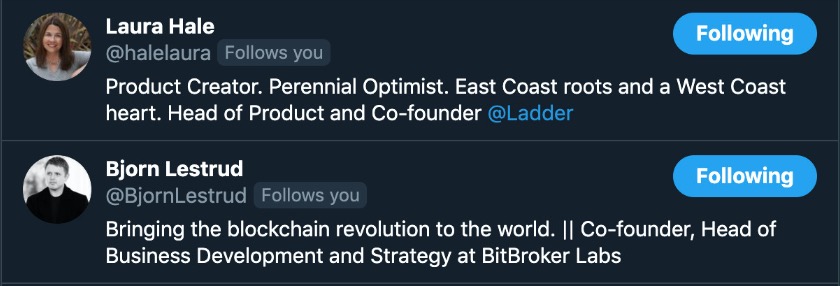 Laura Hale
Following
@halelaura Follows you
Product Creator. Perennial Optimist. East Coast roots and a West Coast
heart. Head of Product and Co-founder @Ladder
Bjorn Lestrud
Following
@BjornLestrud Follows you
Bringing the blockchain revolution to the world. || Co-founder, Head of
Business Development and Strategy at BitBroker Labs